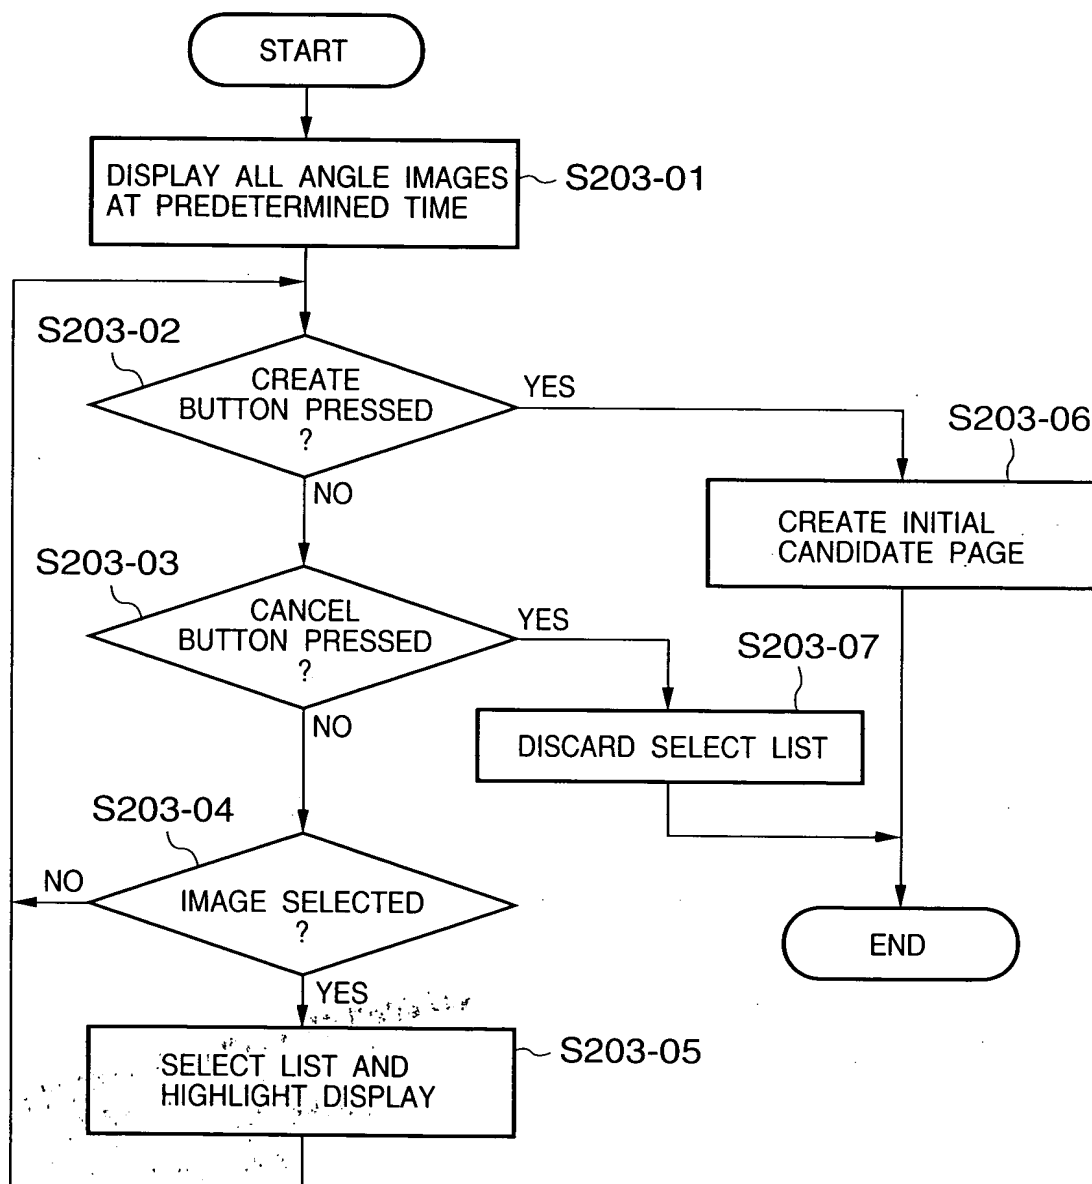 START
DISPLAY ALL ANGLE IMAGES
AT PREDETERMINED TIME
S203-01
S203-02
CREATE
BUTTON PRESSED
?
YES
NO
S203-06
CREATE INITIAL
CANDIDATE PAGE
S203-03
CANCEL
BUTTON PRESSED
?
YES
NO
S203-07
DISCARD SELECT LIST
S203-04
IMAGE SELECTED
?
NO
YES
END
SELECT LIST AND
HIGHLIGHT DISPLAY
S203-05